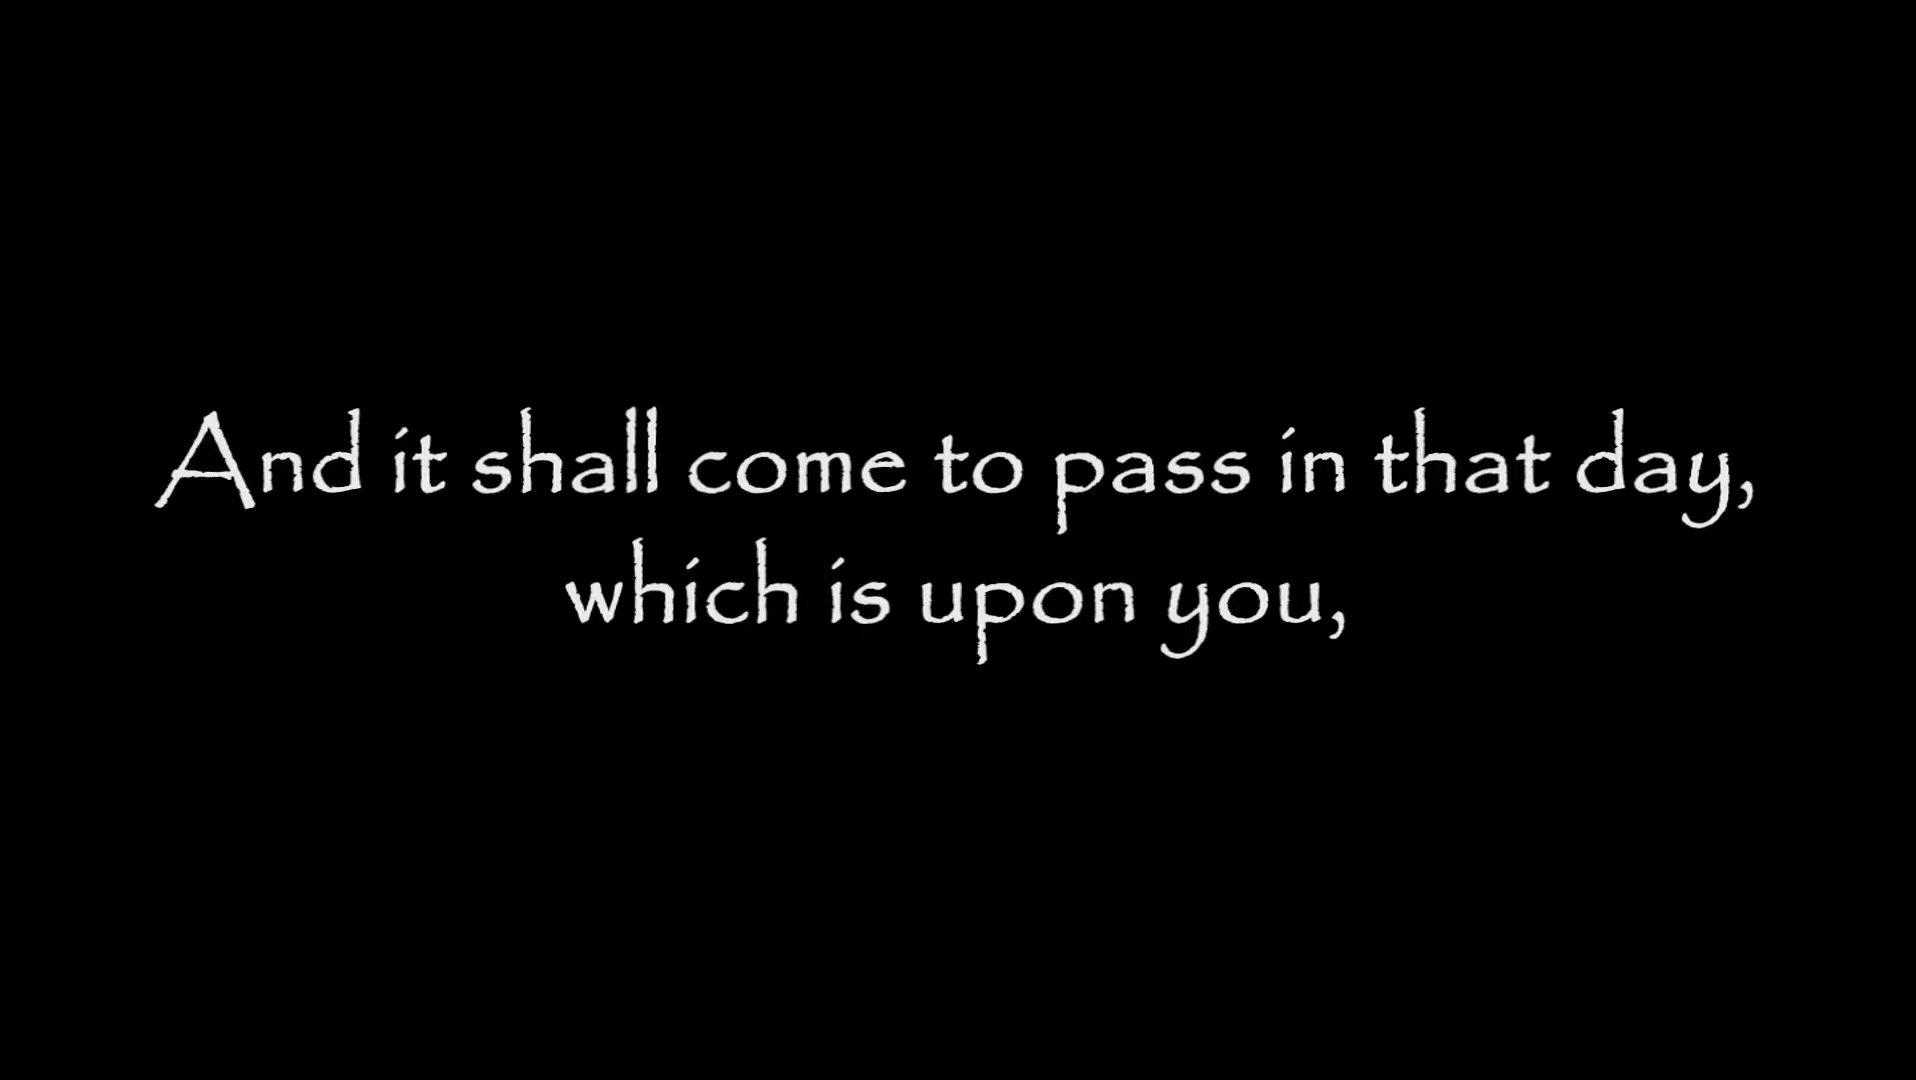 And it shall come to pass in that day,
which is upon you,